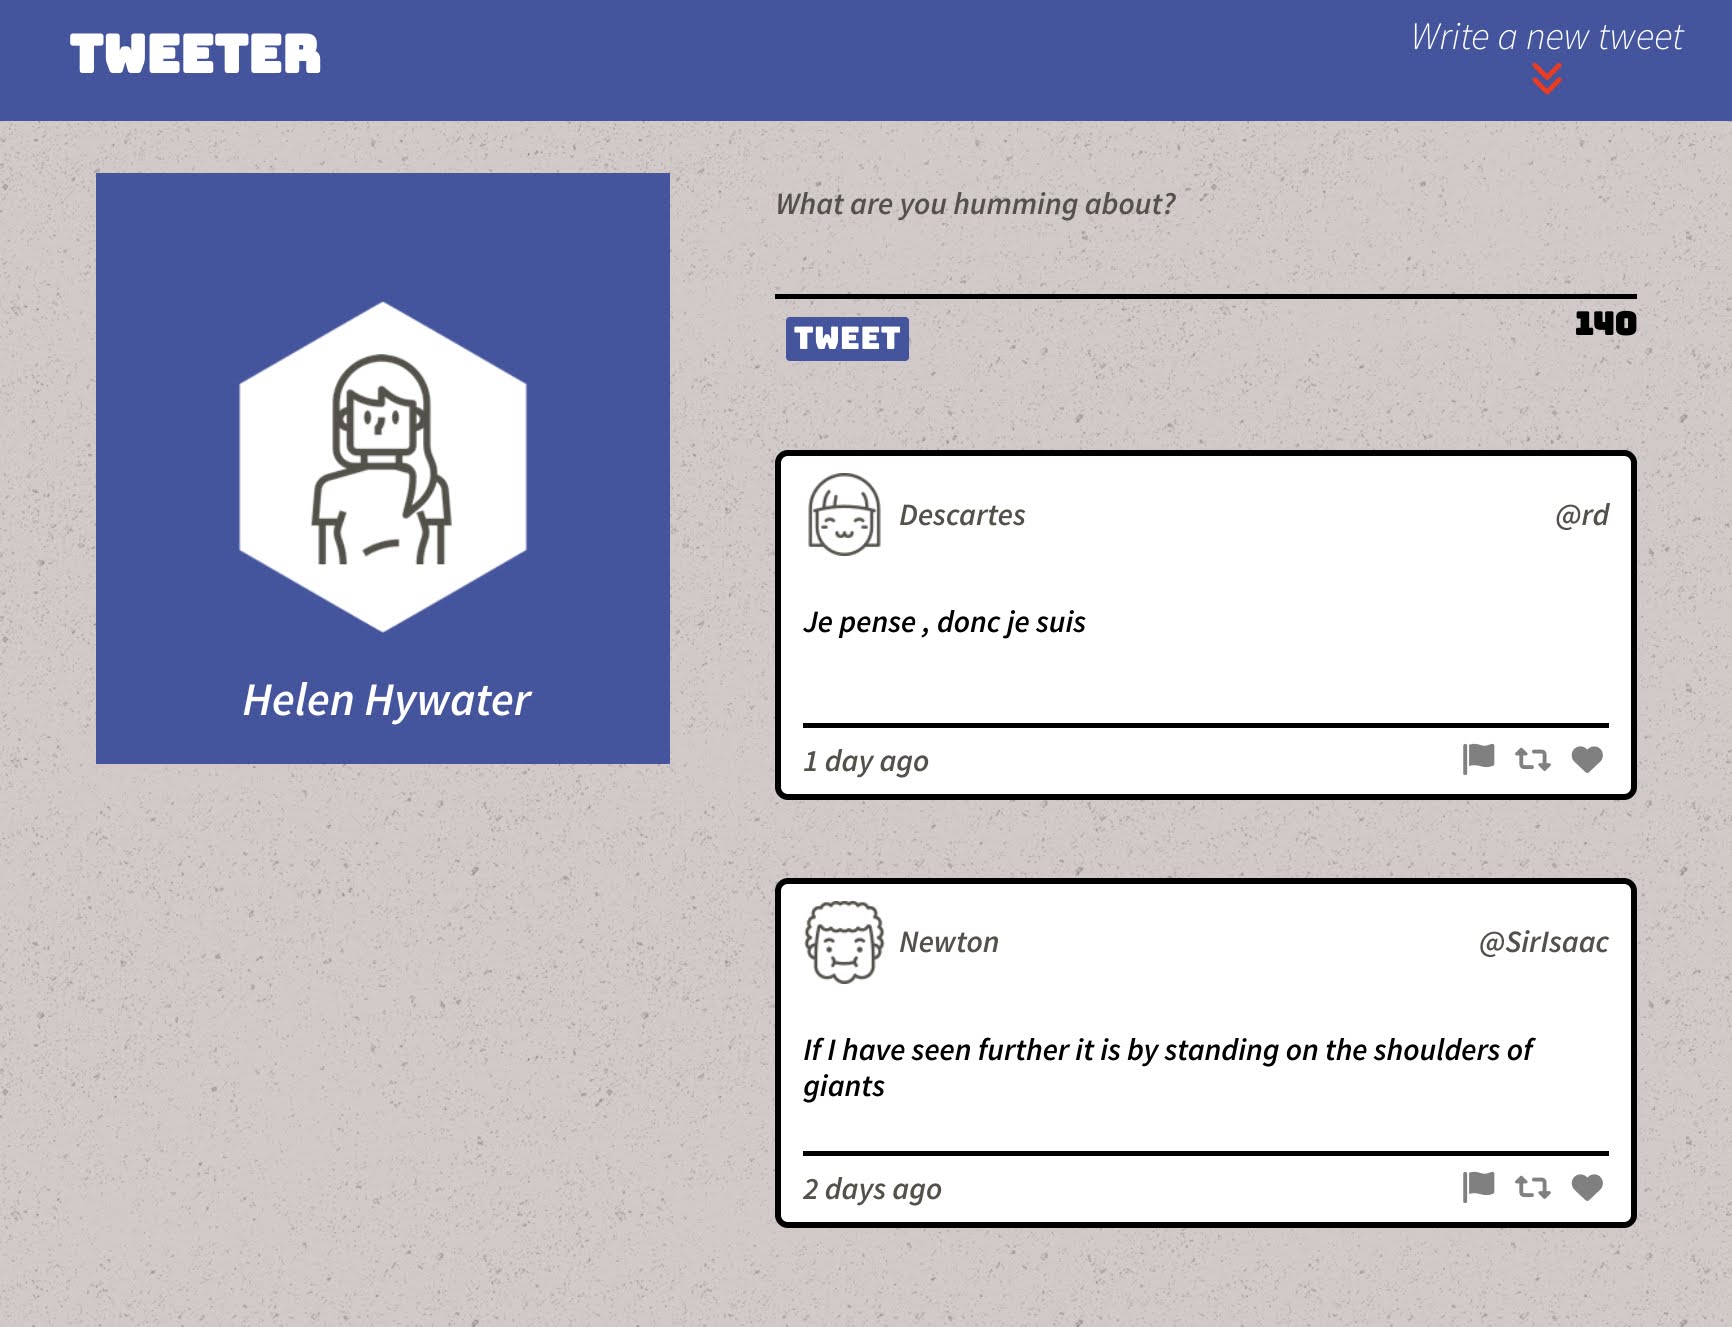 TWEETER
Write a new tweet
Helen Hywater
What are you humming about?
TWEET
140
Descartes
@rd
Je pense , donc je suis
1 day ago
Newton
@SirIsaac
If I have seen further it is by standing on the shoulders of
giants
2 days ago